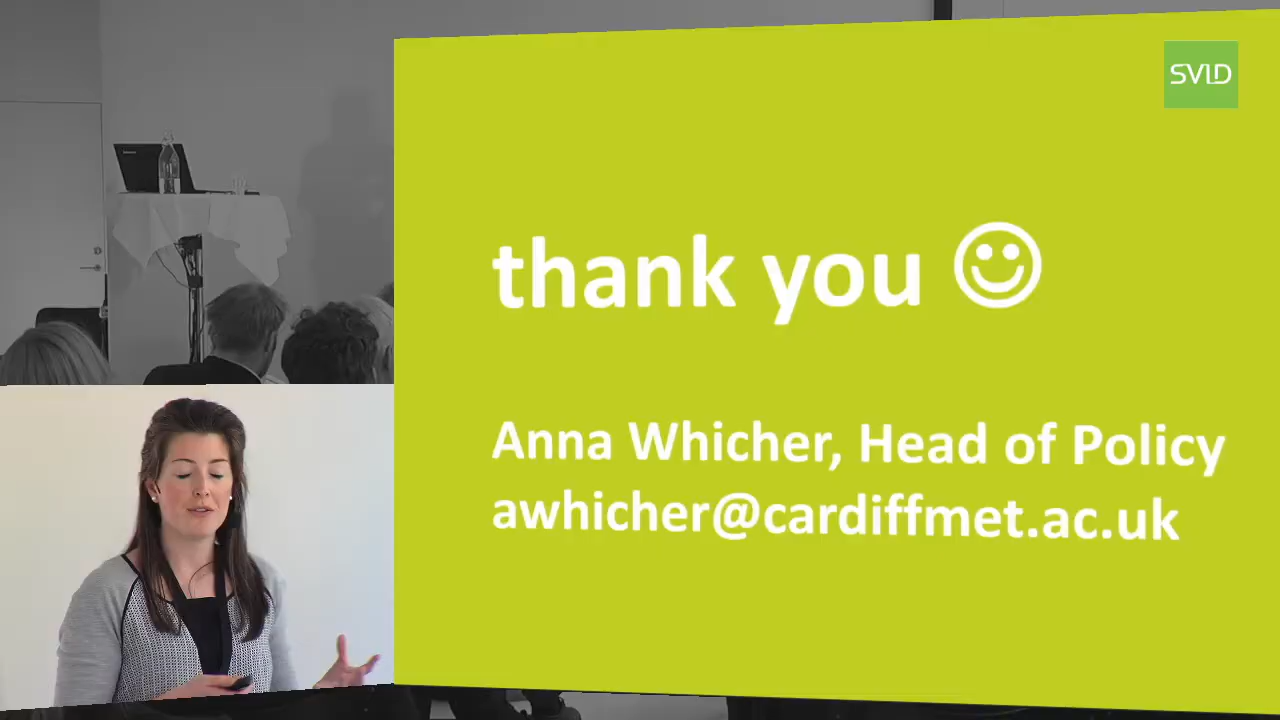 SVID
thank you ☺
Anna Whicher, Head of Policy
awhicher@cardiffmet.ac.uk